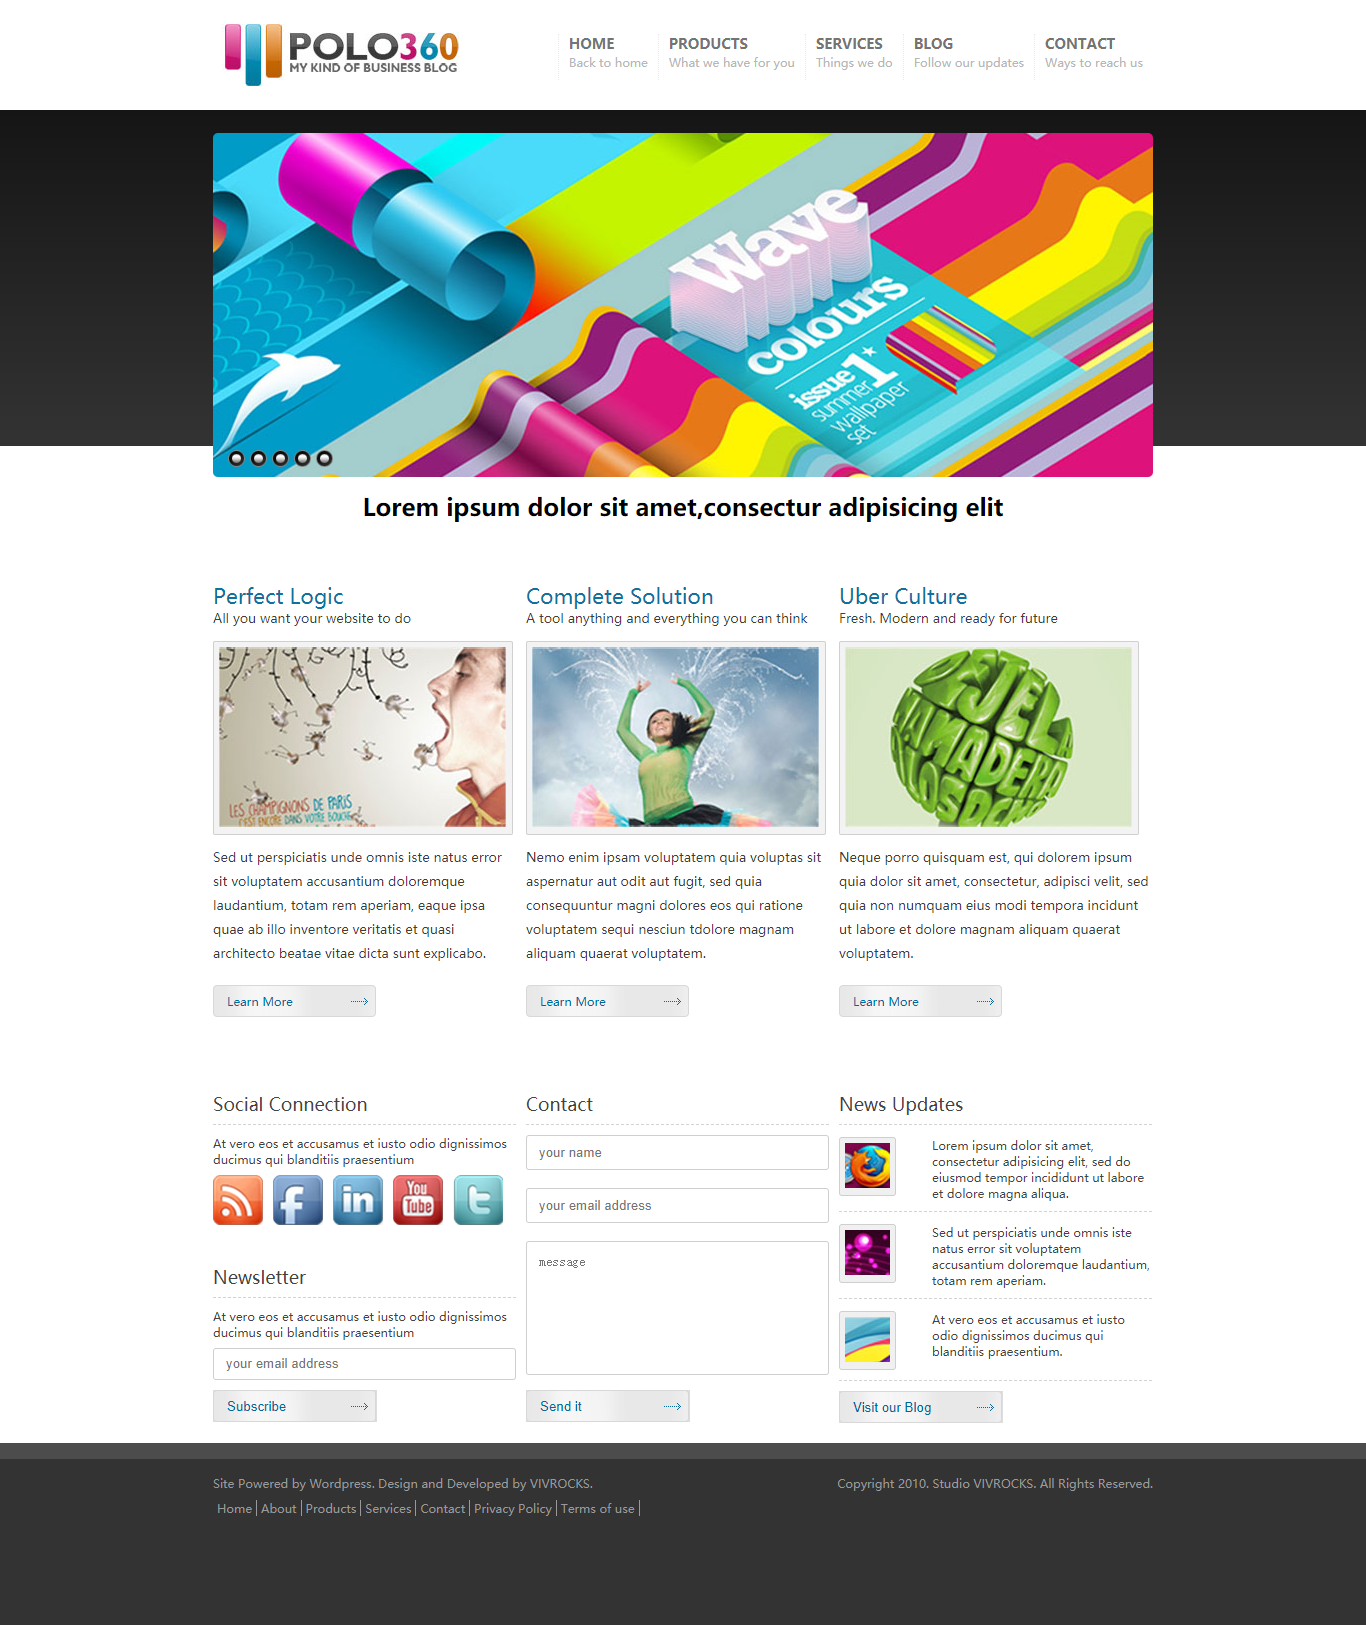 POLO360
MY KIND OF BUSINESS BLOG
HOME
Back to home
PRODUCTS
What we have for you
SERVICES
Things we do
BLOG
Follow our updates
CONTACT
Ways to reach us
Wave
colours
issue 1*
summer
wallpaper
set
Lorem ipsum dolor sit amet,consectur adipisicing elit
Perfect Logic
All you want your website to do
LES CHAMPIGNONS DE PARIS
C'EST ENCORE DANS VOTRE BOUCHE
Sed ut perspiciatis unde omnis iste natus error
sit voluptatem accusantium doloremque
laudantium, totam rem aperiam, eaque ipsa
quae ab illo inventore veritatis et quasi
architecto beatae vitae dicta sunt explicabo.
Learn More
Complete Solution
A tool anything and everything you can think
Nemo enim ipsam voluptatem quia voluptas sit
aspernatur aut odit aut fugit, sed quia
consequuntur magni dolores eos qui ratione
voluptatem sequi nesciun tdolore magnam
aliquam quaerat voluptatem.
Learn More
Uber Culture
Fresh. Modern and ready for future
Neque porro quisquam est, qui dolorem ipsum
quia dolor sit amet, consectetur, adipisci velit, sed
quia non numquam eius modi tempora incidunt
ut labore et dolore magnam aliquam quaerat
voluptatem.
Learn More
Social Connection
At vero eos et accusamus et iusto odio dignissimos
ducimus qui blanditiis praesentium
f
in
You
Tube
t
Newsletter
At vero eos et accusamus et iusto odio dignissimos
ducimus qui blanditiis praesentium
your email address
Subscribe
Contact
your name
your email address
message
Send it
News Updates
Lorem ipsum dolor sit amet,
consectetur adipisicing elit, sed do
eiusmod tempor incididunt ut labore
et dolore magna aliqua.
Sed ut perspiciatis unde omnis iste
natus error sit voluptatem
accusantium doloremque laudantium,
totam rem aperiam.
At vero eos et accusamus et iusto
odio dignissimos ducimus qui
blanditiis praesentium.
Visit our Blog
Site Powered by Wordpress. Design and Developed by VIVROCKS.
Copyright 2010. Studio VIVROCKS. All Rights Reserved.
Home | About | Products | Services | Contact | Privacy Policy | Terms of use |